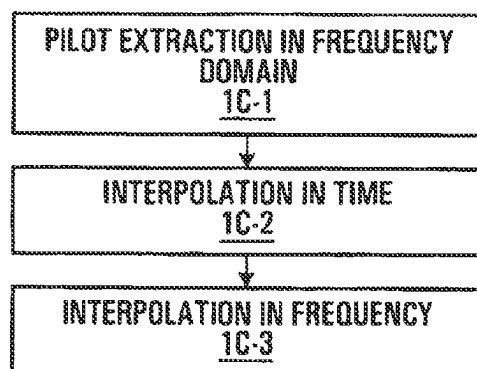 PILOT EXTRACTION IN FREQUENCY
DOMAIN
1C-1
INTERPOLATION IN TIME
1C-2
INTERPOLATION IN FREQUENCY
1C-3